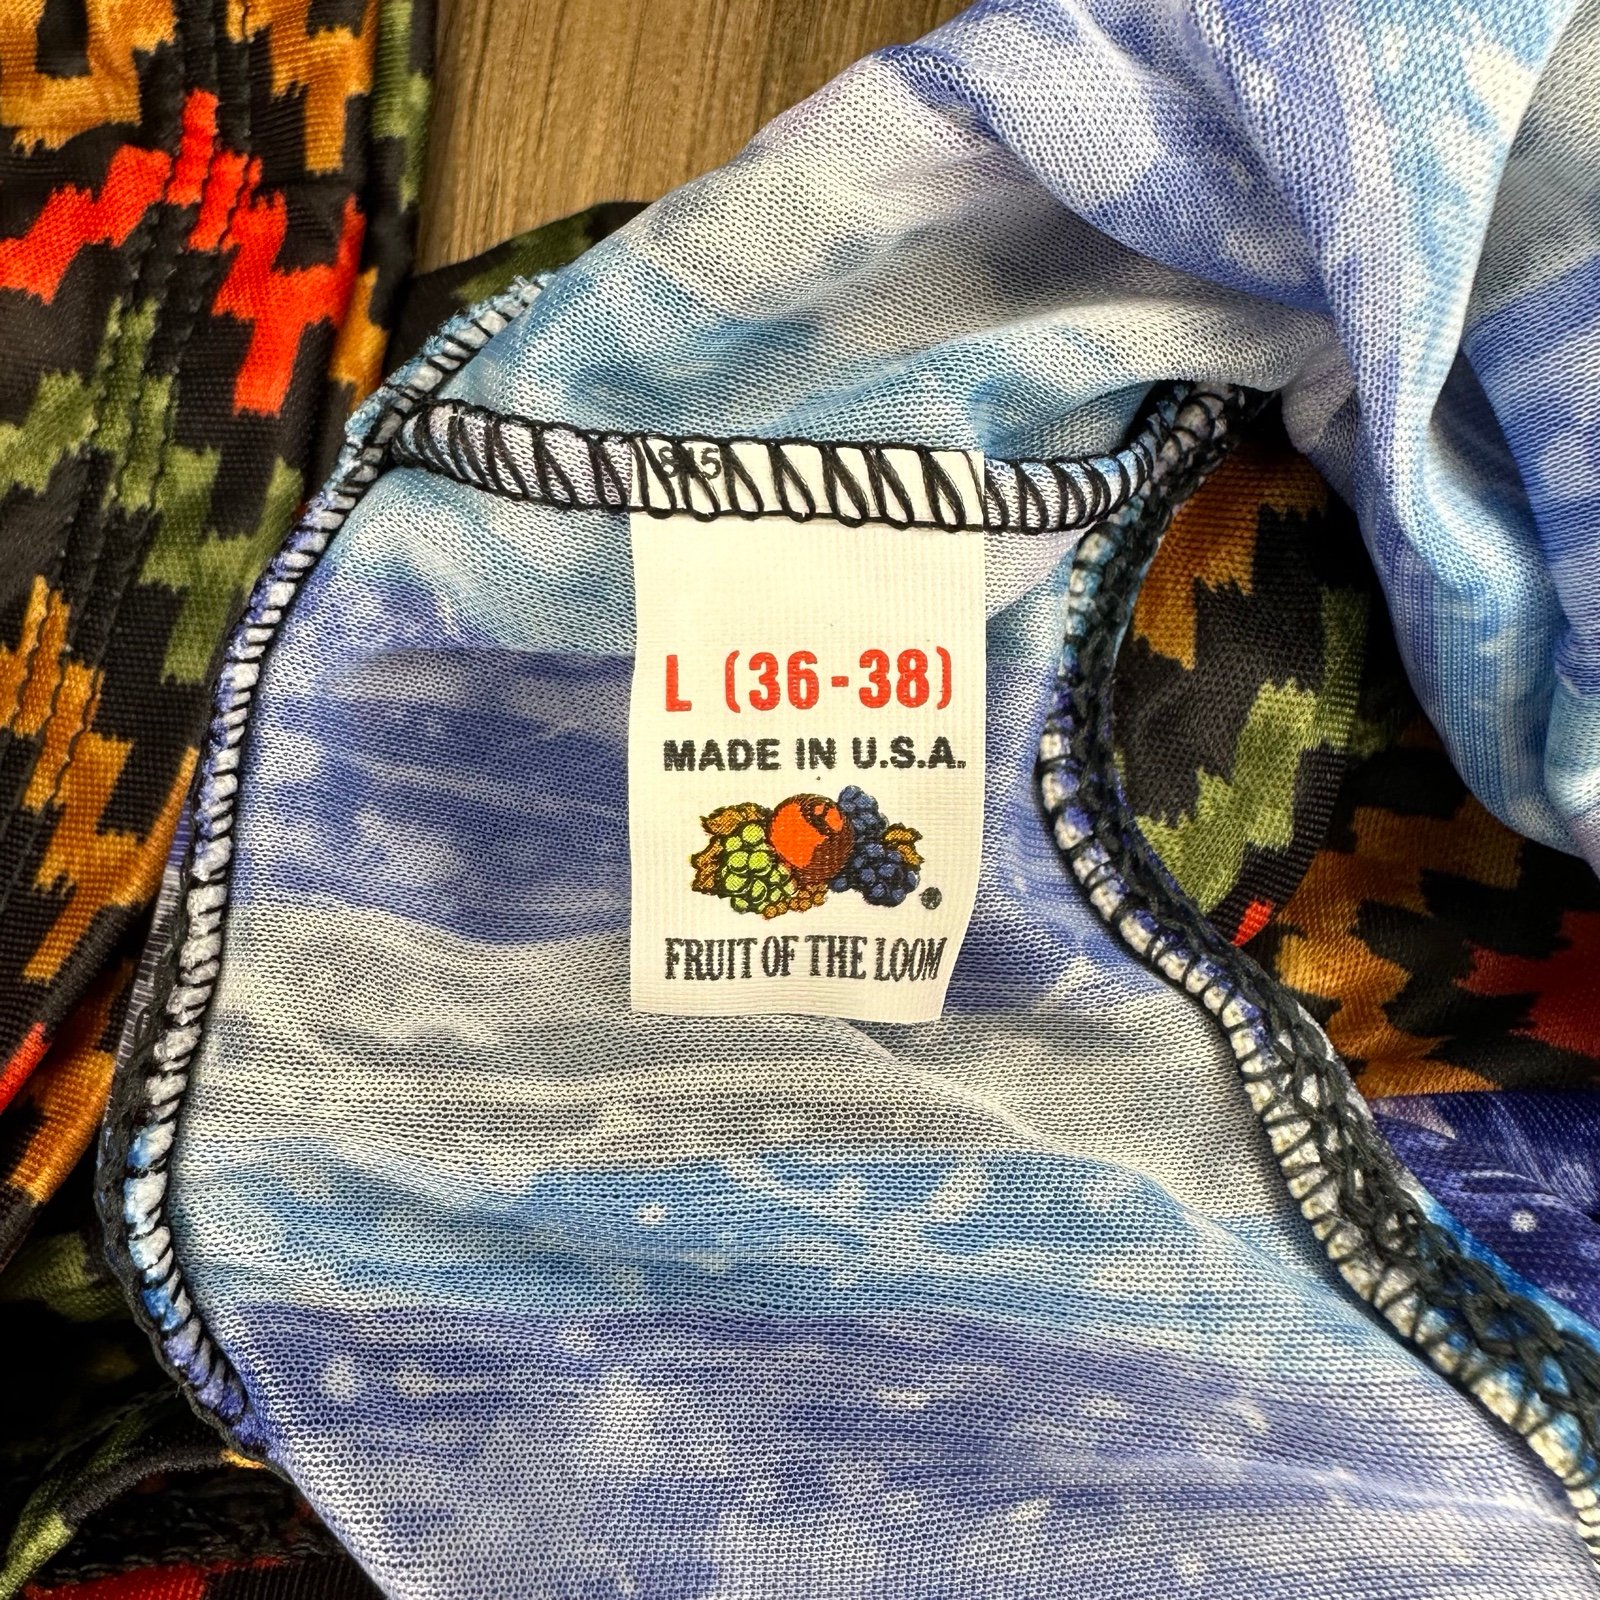 L (36-38)
MADE IN U.S.A.
®
FRUIT OF THE LOOM